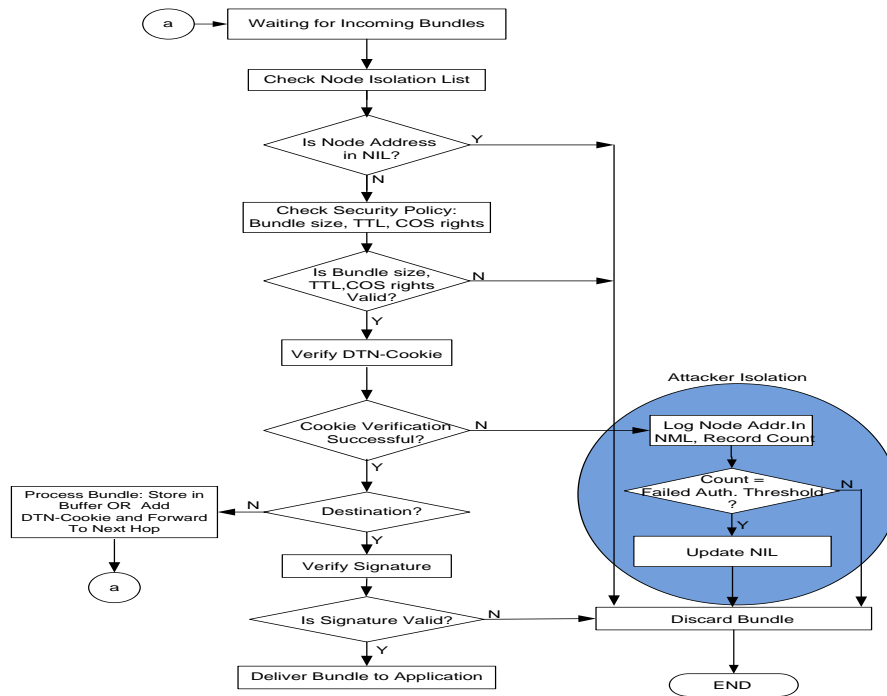 a
Waiting for Incoming Bundles
Check Node Isolation List
Is Node Address
in NIL?
Y
N
Check Security Policy:
Bundle size, TTL, COS rights
Is Bundle size,
TTL,COS rights
Valid?
N
Y
Verify DTN-Cookie
Attacker Isolation
Cookie Verification
Successful?
N
Y
Log Node Addr.In
NML, Record Count
Count =
Failed Auth. Threshold
?
N
Y
Update NIL
Process Bundle: Store in
Buffer OR Add
DTN-Cookie and Forward
To Next Hop
N
Destination?
Y
a
Verify Signature
Is Signature Valid?
N
Y
Discard Bundle
Deliver Bundle to Application
END